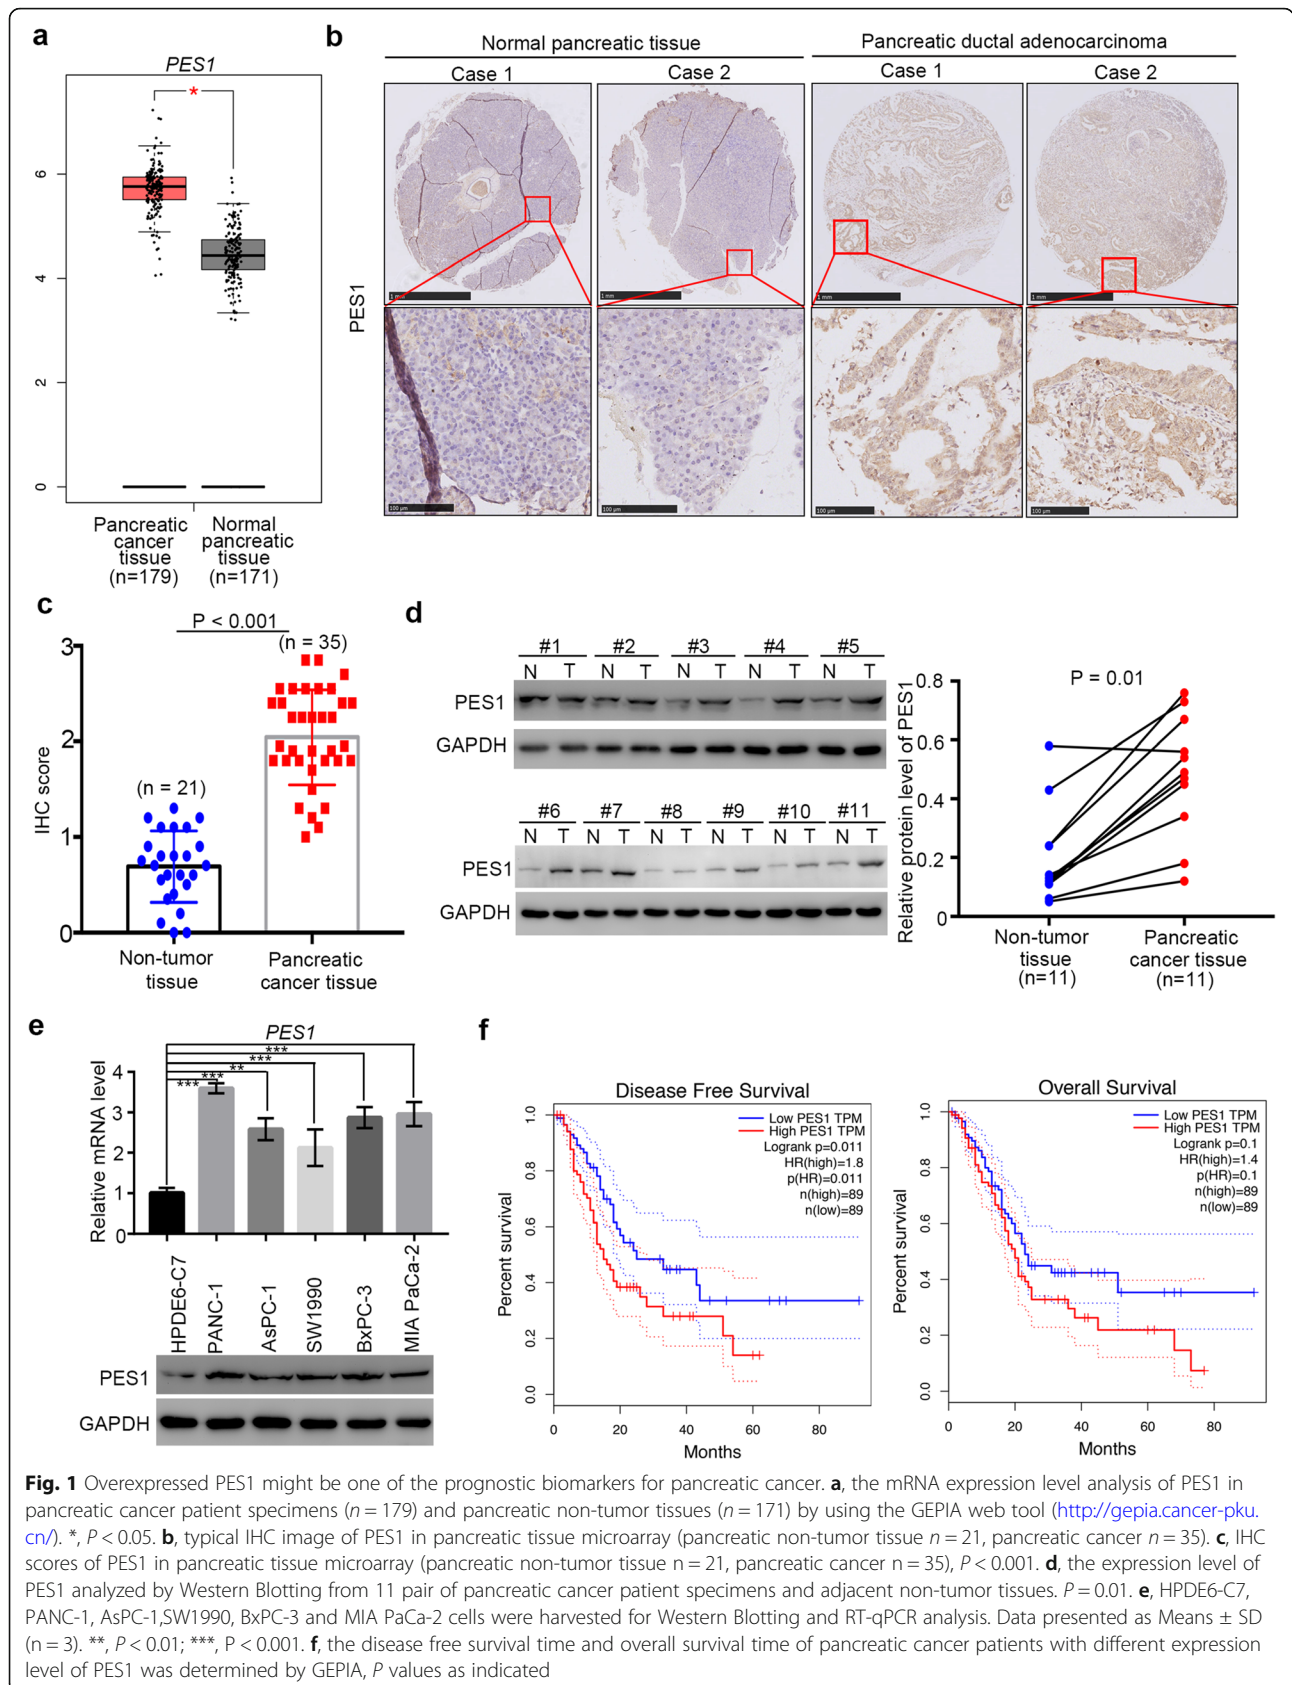 a
PES1
*
6
4
2
0
Pancreatic
cancer
tissue
(n=179)
Normal
pancreatic
tissue
(n=171)
b
Normal pancreatic tissue
Pancreatic ductal adenocarcinoma
Case 1
Case 2
Case 1
Case 2
PES1
1 mm
1 mm
1 mm
1 mm
100 µm
100 µm
100 µm
100 µm
c
P < 0.001
(n = 35)
(n = 21)
IHC score
3
2
1
0
Non-tumor
tissue
Pancreatic
cancer tissue
d
#1 #2 #3 #4 #5
N T N T N T N T N T
PES1
GAPDH
#6 #7 #8 #9 #10 #11
N T N T N T N T N T N T
PES1
GAPDH
P = 0.01
Relative protein level of PES1
0.8
0.6
0.4
0.2
0
Non-tumor
tissue
(n=11)
Pancreatic
cancer tissue
(n=11)
e
PES1
***
***
**
***
***
Relative mRNA level
4
3
2
1
0
HPDE6-C7
PANC-1
AsPC-1
SW1990
BxPC-3
MIA PaCa-2
PES1
GAPDH
f
Disease Free Survival
Low PES1 TPM
High PES1 TPM
Logrank p=0.011
HR(high)=1.8
p(HR)=0.011
n(high)=89
n(low)=89
Percent survival
1.0
0.8
0.6
0.4
0.2
0.0
0 20 40 60 80
Months
Overall Survival
Low PES1 TPM
High PES1 TPM
Logrank p=0.1
HR(high)=1.4
p(HR)=0.1
n(high)=89
n(low)=89
Percent survival
1.0
0.8
0.6
0.4
0.2
0.0
0 20 40 60 80
Months
Fig. 1 Overexpressed PES1 might be one of the prognostic biomarkers for pancreatic cancer. a, the mRNA expression level analysis of PES1 in
pancreatic cancer patient specimens (n = 179) and pancreatic non-tumor tissues (n = 171) by using the GEPIA web tool (http://gepia.cancer-pku.
cn/). *, P < 0.05. b, typical IHC image of PES1 in pancreatic tissue microarray (pancreatic non-tumor tissue n = 21, pancreatic cancer n = 35). c, IHC
scores of PES1 in pancreatic tissue microarray (pancreatic non-tumor tissue n = 21, pancreatic cancer n = 35), P < 0.001. d, the expression level of
PES1 analyzed by Western Blotting from 11 pair of pancreatic cancer patient specimens and adjacent non-tumor tissues. P = 0.01. e, HPDE6-C7,
PANC-1, AsPC-1,SW1990, BxPC-3 and MIA PaCa-2 cells were harvested for Western Blotting and RT-qPCR analysis. Data presented as Means ± SD
(n = 3). **, P < 0.01; ***, P < 0.001. f, the disease free survival time and overall survival time of pancreatic cancer patients with different expression
level of PES1 was determined by GEPIA, P values as indicated